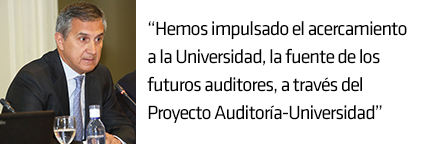 “Hemos impulsado el acercamiento
a la Universidad, la fuente de los
futuros auditores, a través del
Proyecto Auditoría-Universidad”